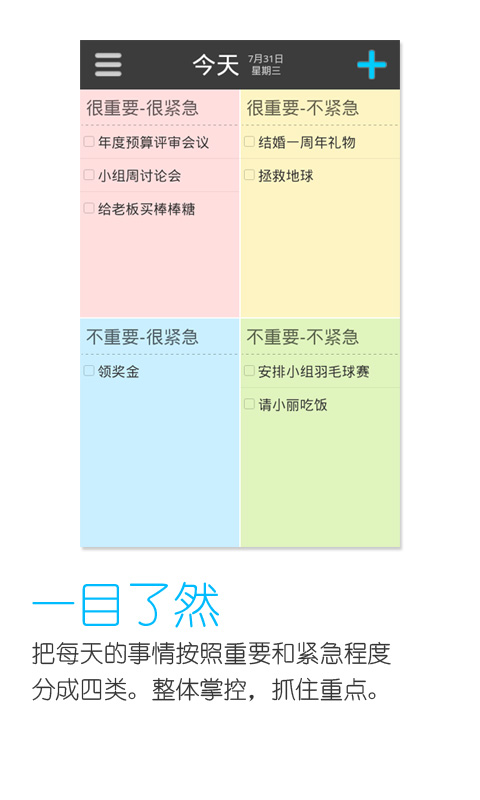 今天
7月31日
星期三
很重要-很紧急
年度预算评审会议
小组周讨论会
给老板买棒棒糖
很重要-不紧急
结婚一周年礼物
拯救地球
不重要-很紧急
领奖金
不重要-不紧急
安排小组羽毛球赛
请小丽吃饭
一目了然
把每天的事情按照重要和紧急程度
分成四类。整体掌控，抓住重点。